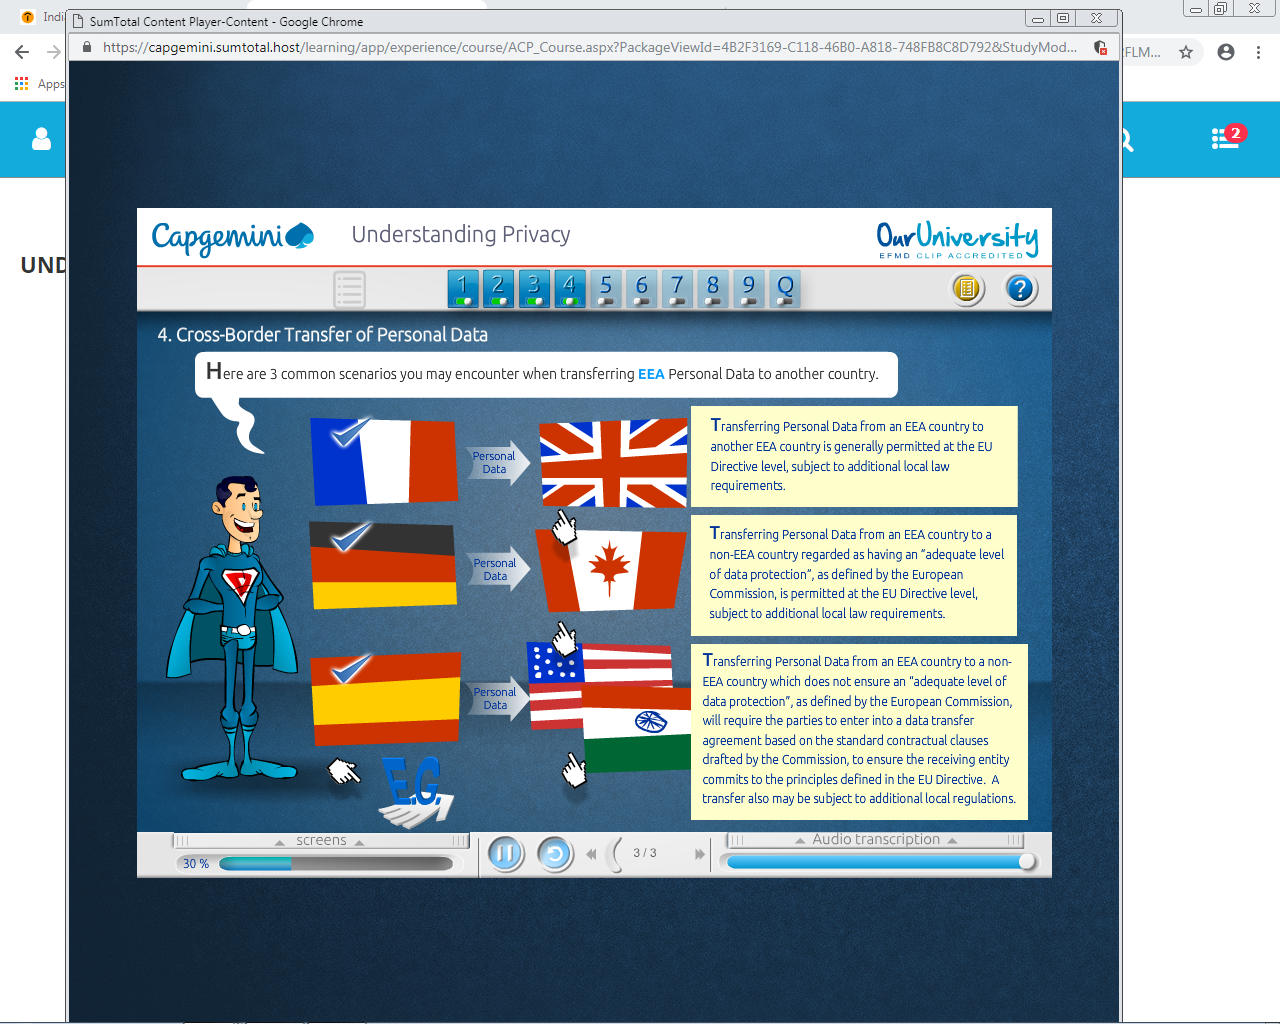 Indi
SumTotal Content Player-Content - Google Chrome
https://capgemini.sumtotal.host/learning/app/experience/course/ACP_Course.aspx?PackageViewId=4B2F3169-C118-46B0-A818-748FB8C8D792&StudyMod...
2FLM...
Apps
2
UND
Capgemini
Understanding Privacy
OurUniversity
EFMD CLIP ACCREDITED
1 2 3 4 5 6 7 8 9 Q
?
4. Cross-Border Transfer of Personal Data
Here are 3 common scenarios you may encounter when transferring EEA Personal Data to another country.
Personal
Data
Transferring Personal Data from an EEA country to
another EEA country is generally permitted at the EU
Directive level, subject to additional local law
requirements.
Personal
Data
Transferring Personal Data from an EEA country to a
non-EEA country regarded as having an “adequate level
of data protection”, as defined by the European
Commission, is permitted at the EU Directive level,
subject to additional local law requirements.
Personal
Data
Transferring Personal Data from an EEA country to a non-
EEA country which does not ensure an “adequate level of
data protection”, as defined by the European Commission,
will require the parties to enter into a data transfer
agreement based on the standard contractual clauses
drafted by the Commission, to ensure the receiving entity
commits to the principles defined in the EU Directive. A
transfer also may be subject to additional local regulations.
E.G.
screens
30 %
3 / 3
Audio transcription